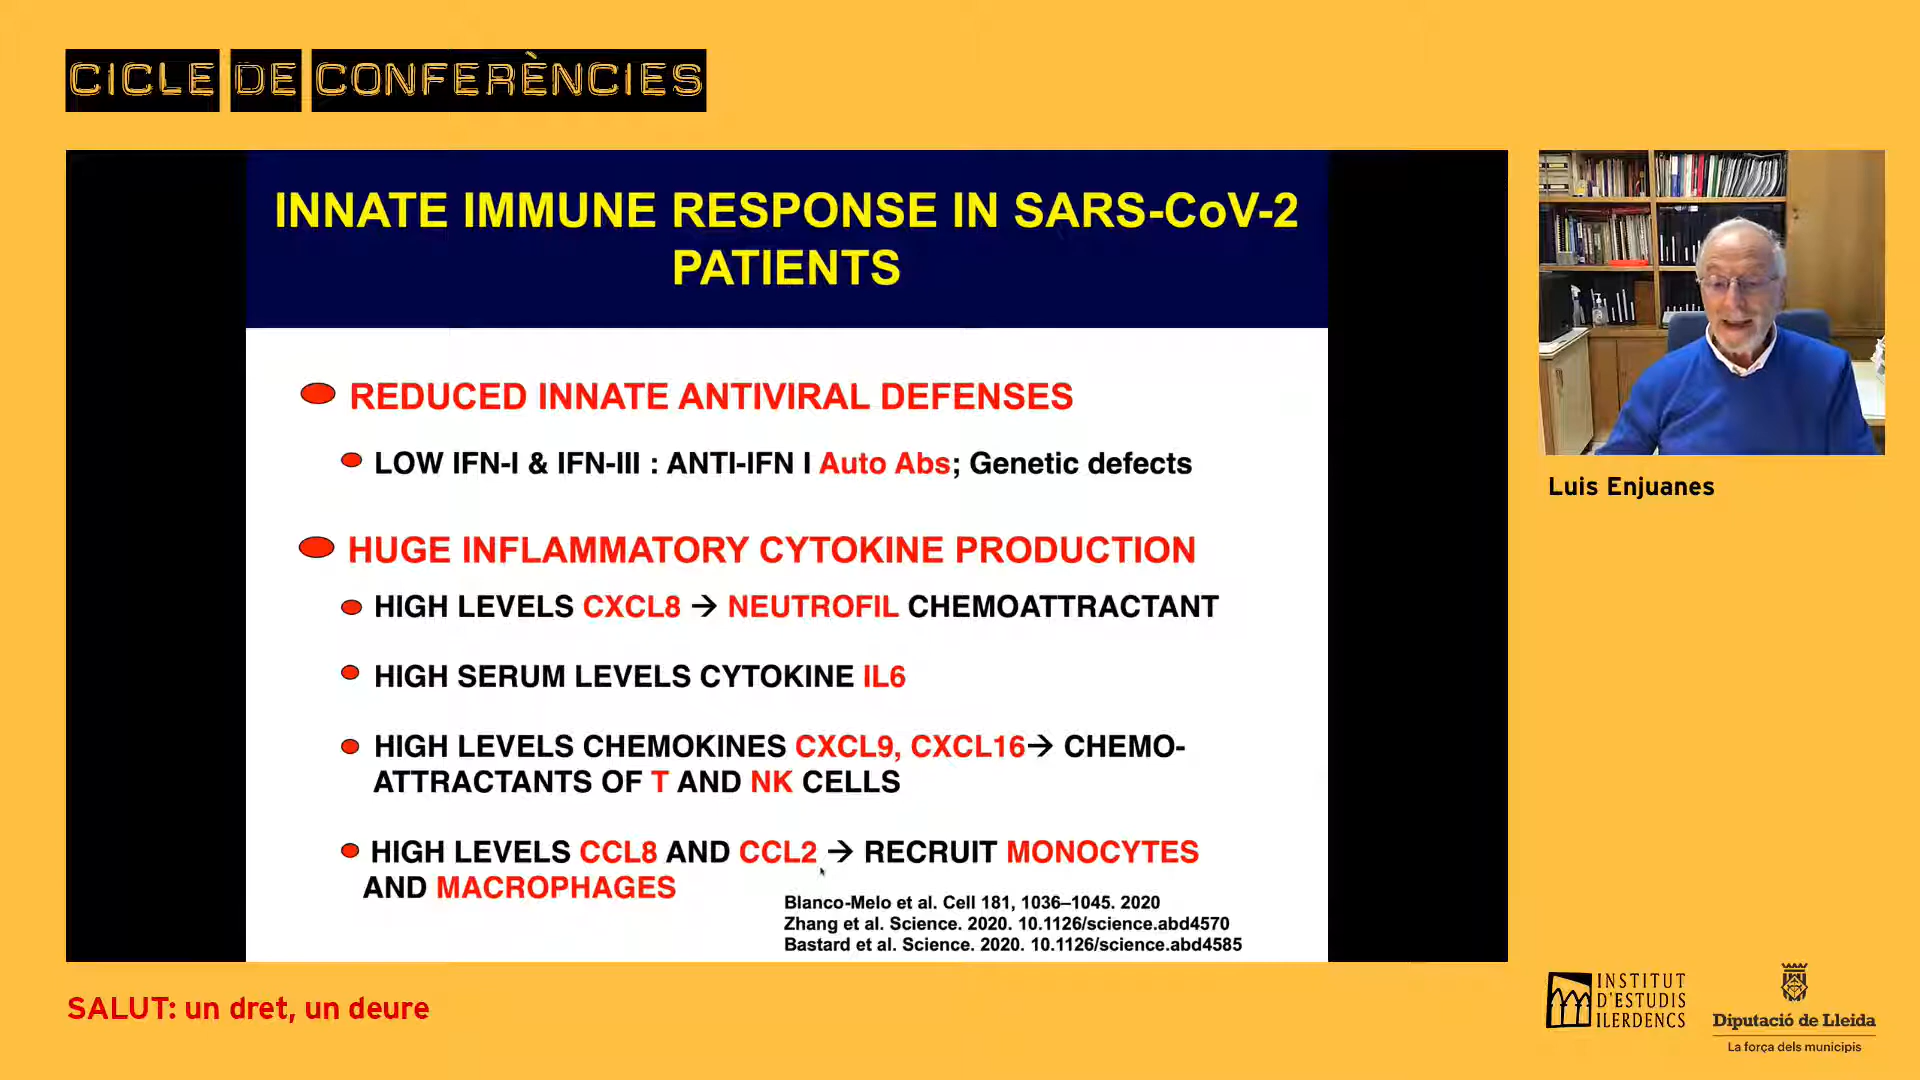 CICLE DE CONFERÈNCIES
INNATE IMMUNE RESPONSE IN SARS-CoV-2
PATIENTS
REDUCED INNATE ANTIVIRAL DEFENSES
LOW IFN-I & IFN-III : ANTI-IFN I Auto Abs; Genetic defects
HUGE INFLAMMATORY CYTOKINE PRODUCTION
HIGH LEVELS CXCL8 → NEUTROFIL CHEMOATTRACTANT
HIGH SERUM LEVELS CYTOKINE IL6
HIGH LEVELS CHEMOKINES CXCL9, CXCL16→ CHEMO-
ATTRACTANTS OF T AND NK CELLS
HIGH LEVELS CCL8 AND CCL2 → RECRUIT MONOCYTES
AND MACROPHAGES
Blanco-Melo et al. Cell 181, 1036–1045. 2020
Zhang et al. Science. 2020. 10.1126/science.abd4570
Bastard et al. Science. 2020. 10.1126/science.abd4585
Luis Enjuanes
SALUT: un dret, un deure
INSTITUT
D'ESTUDIS
ILERDENCS
Diputació de Lleida
La força dels municipis